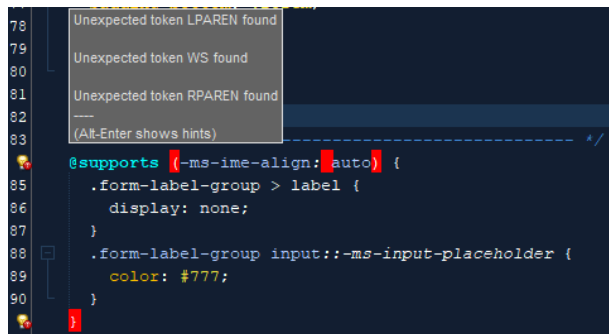 78
Unexpected token LPAREN found
79
Unexpected token WS found
80
81
Unexpected token RPAREN found
82
----
(Alt-Enter shows hints)
83 ---------------------------- */
@supports (-ms-ime-align: auto) {
85 .form-label-group > label {
86 display: none;
87 }
88 .form-label-group input::-ms-input-placeholder {
89 color: #777;
90 }
}